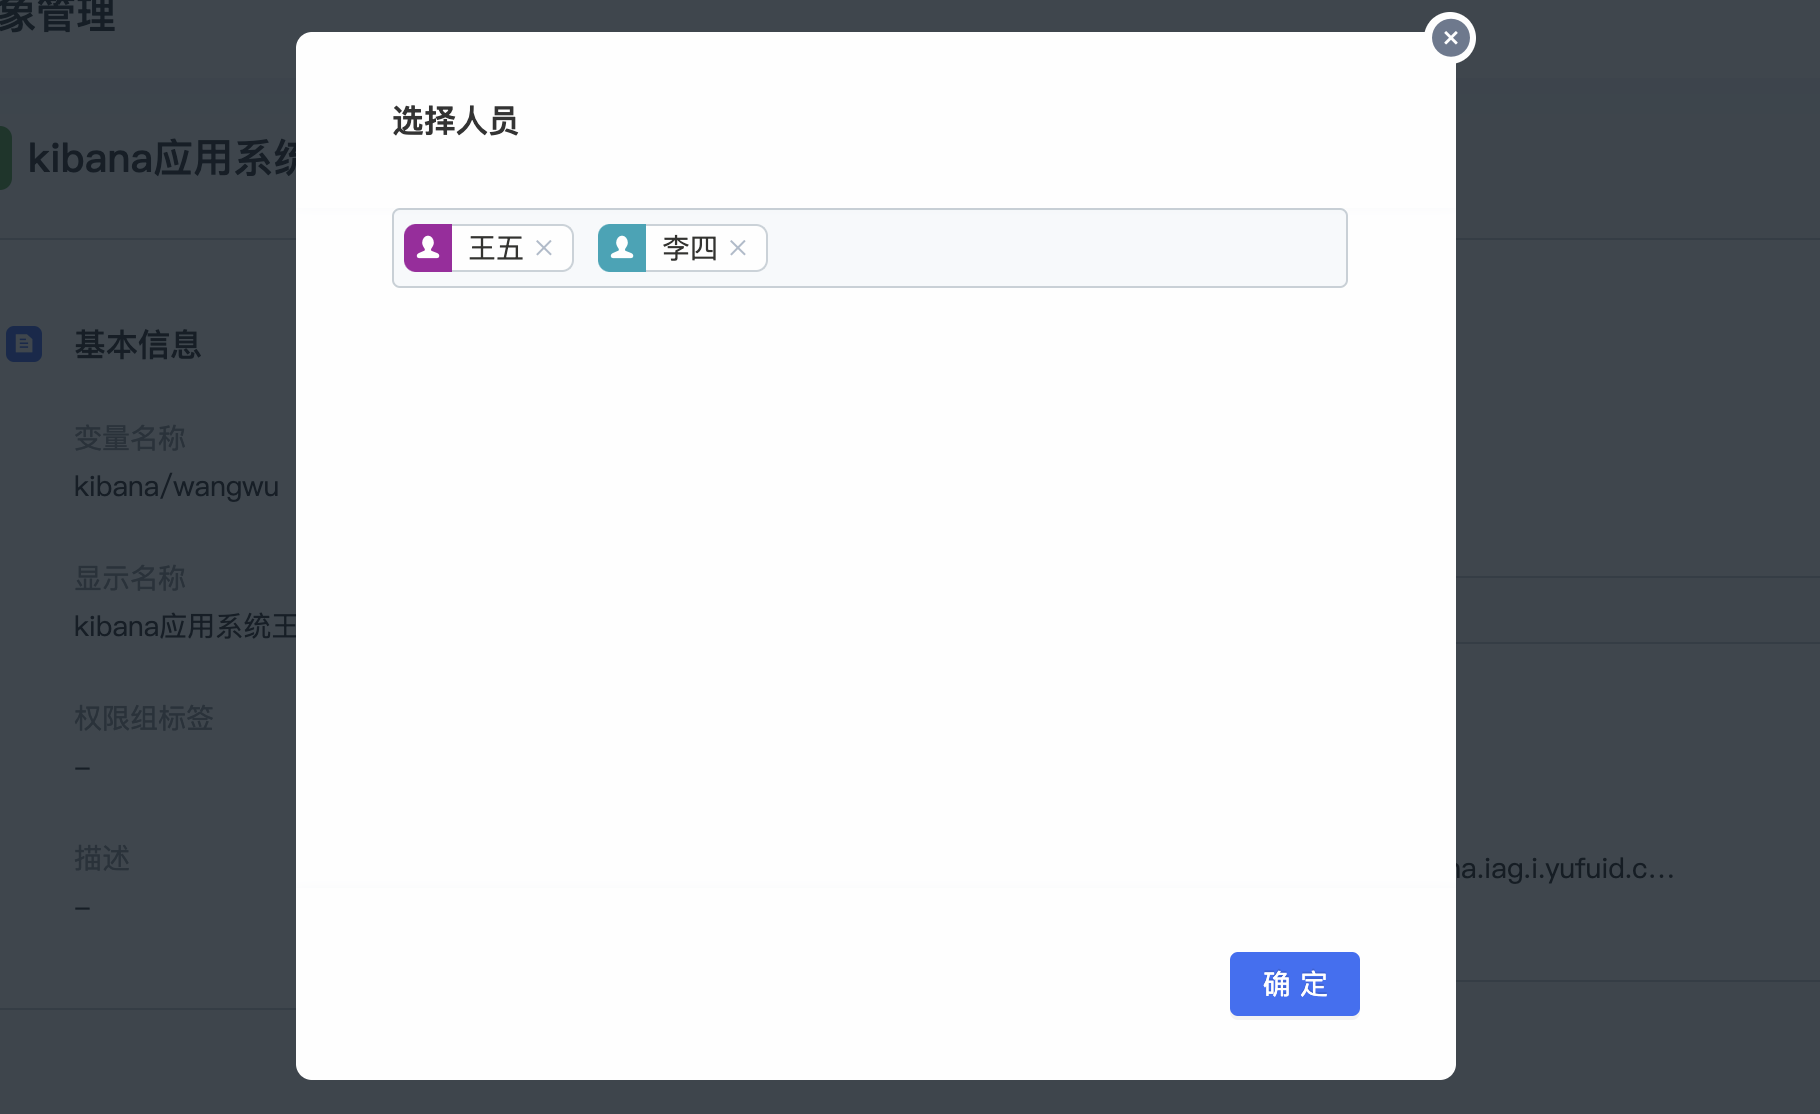 象管理
选择人员
kibana应用系统
王五
李四
基本信息
变量名称
kibana/wangwu
显示名称
kibana应用系统王
权限组标签
–
描述
na.iag.i.yufuid.c...
–
确 定